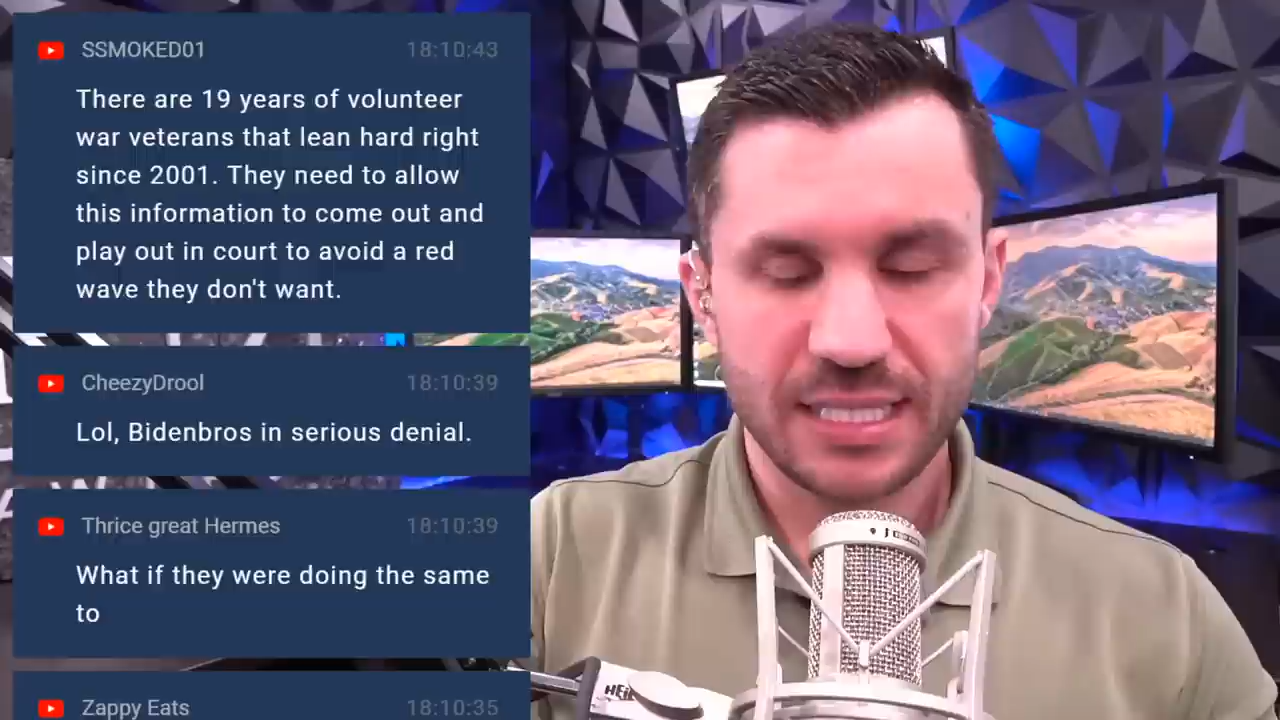 SSMOKED01 18:10:43
There are 19 years of volunteer
war veterans that lean hard right
since 2001. They need to allow
this information to come out and
play out in court to avoid a red
wave they don't want.
CheezyDrool 18:10:39
Lol, Bidenbros in serious denial.
Thrice great Hermes 18:10:39
What if they were doing the same
to
Zappy Eats 18:10:35